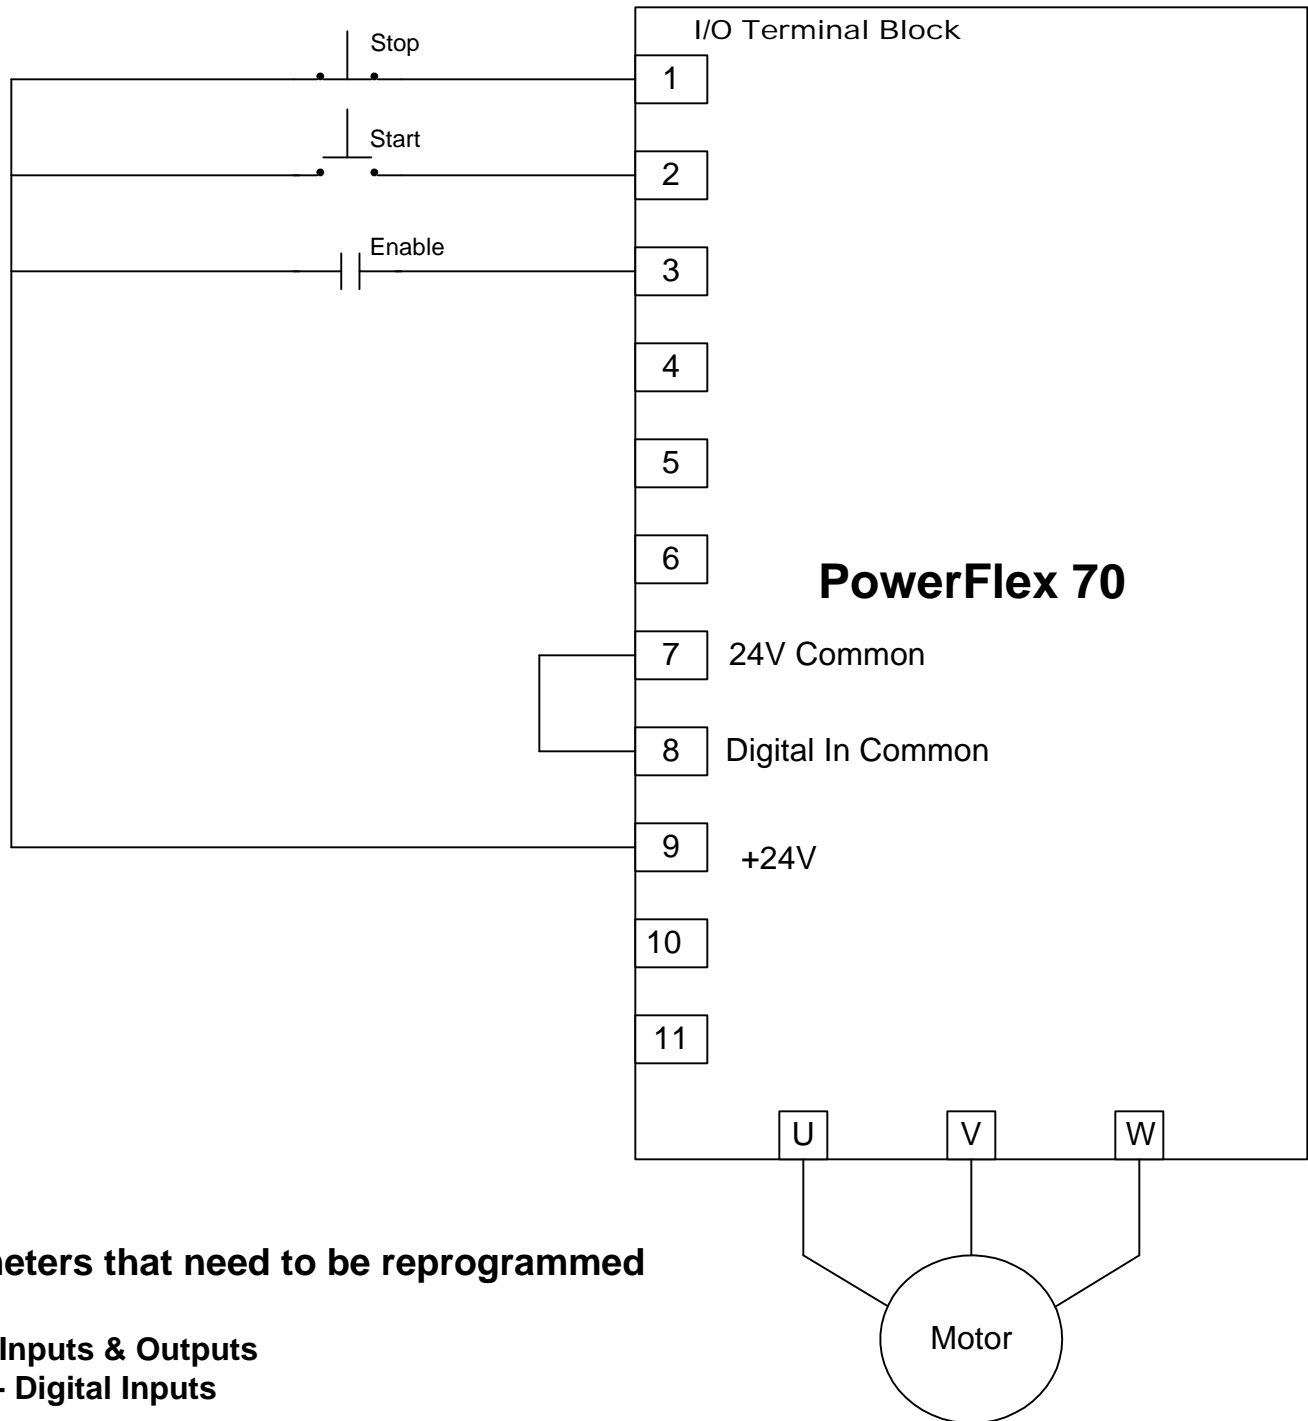 I/O Terminal Block
Stop
1
Start
2
Enable
3
4
5
6
PowerFlex 70
7 24V Common
8 Digital In Common
9 +24V
10
11
U V W
that need to be reprogrammed
Motor
Inputs & Outputs
- Digital Inputs